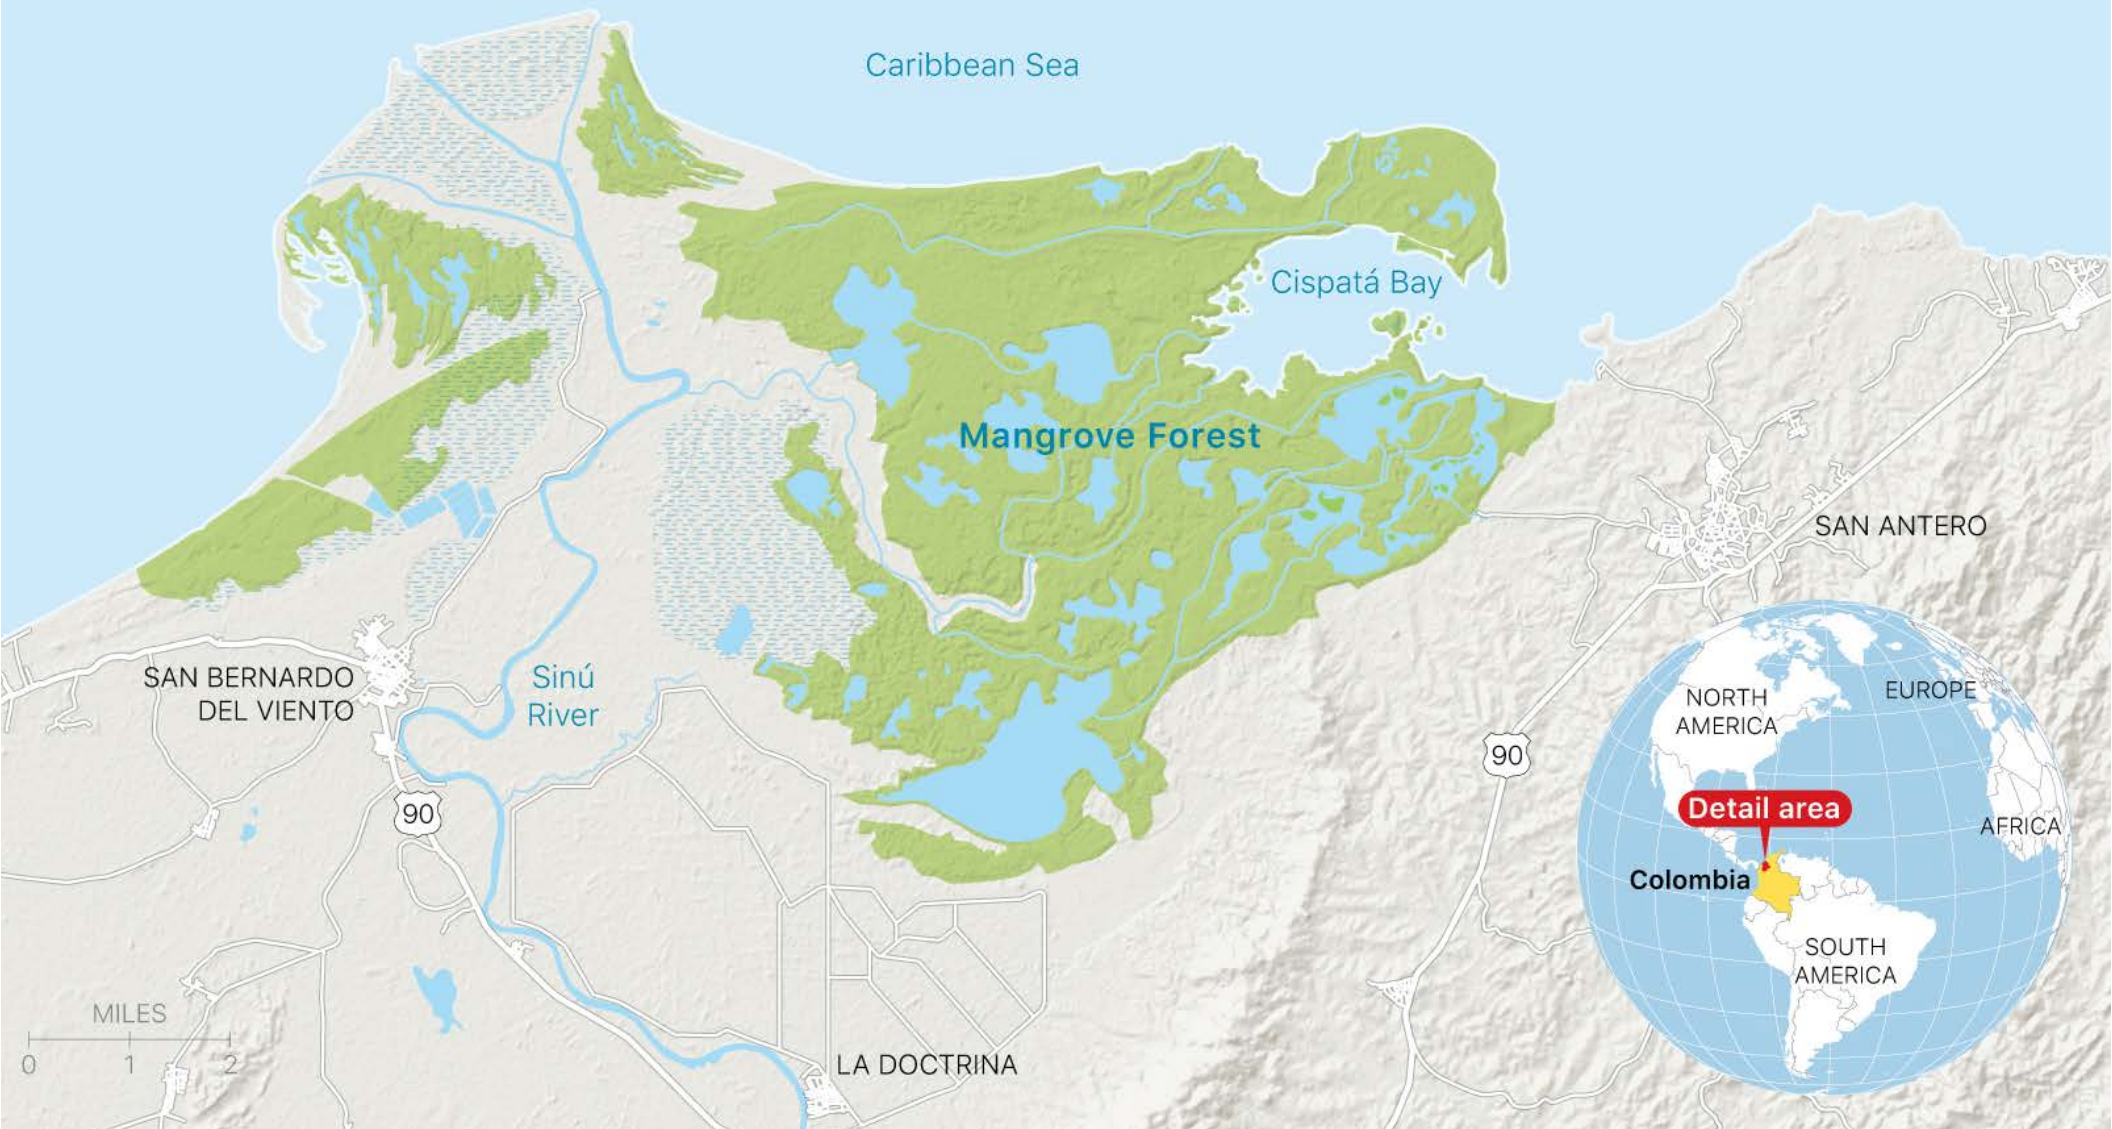 Caribbean Sea
Cispatá Bay
Mangrove Forest
SAN ANTERO
SAN BERNARDO
DEL VIENTO
Sinú
River
90
90
LA DOCTRINA
MILES
0 1 2
NORTH
AMERICA
EUROPE
Detail area
AFRICA
Colombia
SOUTH
AMERICA